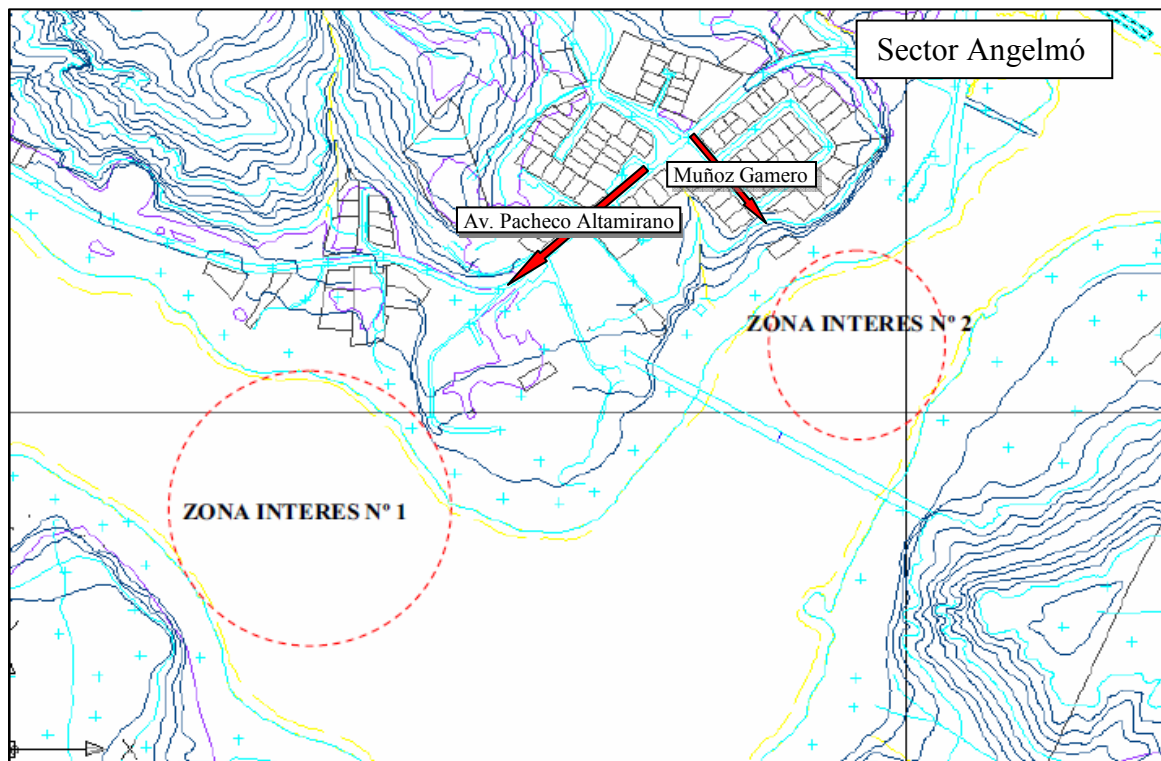 Sector Angelmó
Muñoz Gamero
Av. Pacheco Altamirano
ZONA INTERES Nº 2
ZONA INTERES Nº 1
X